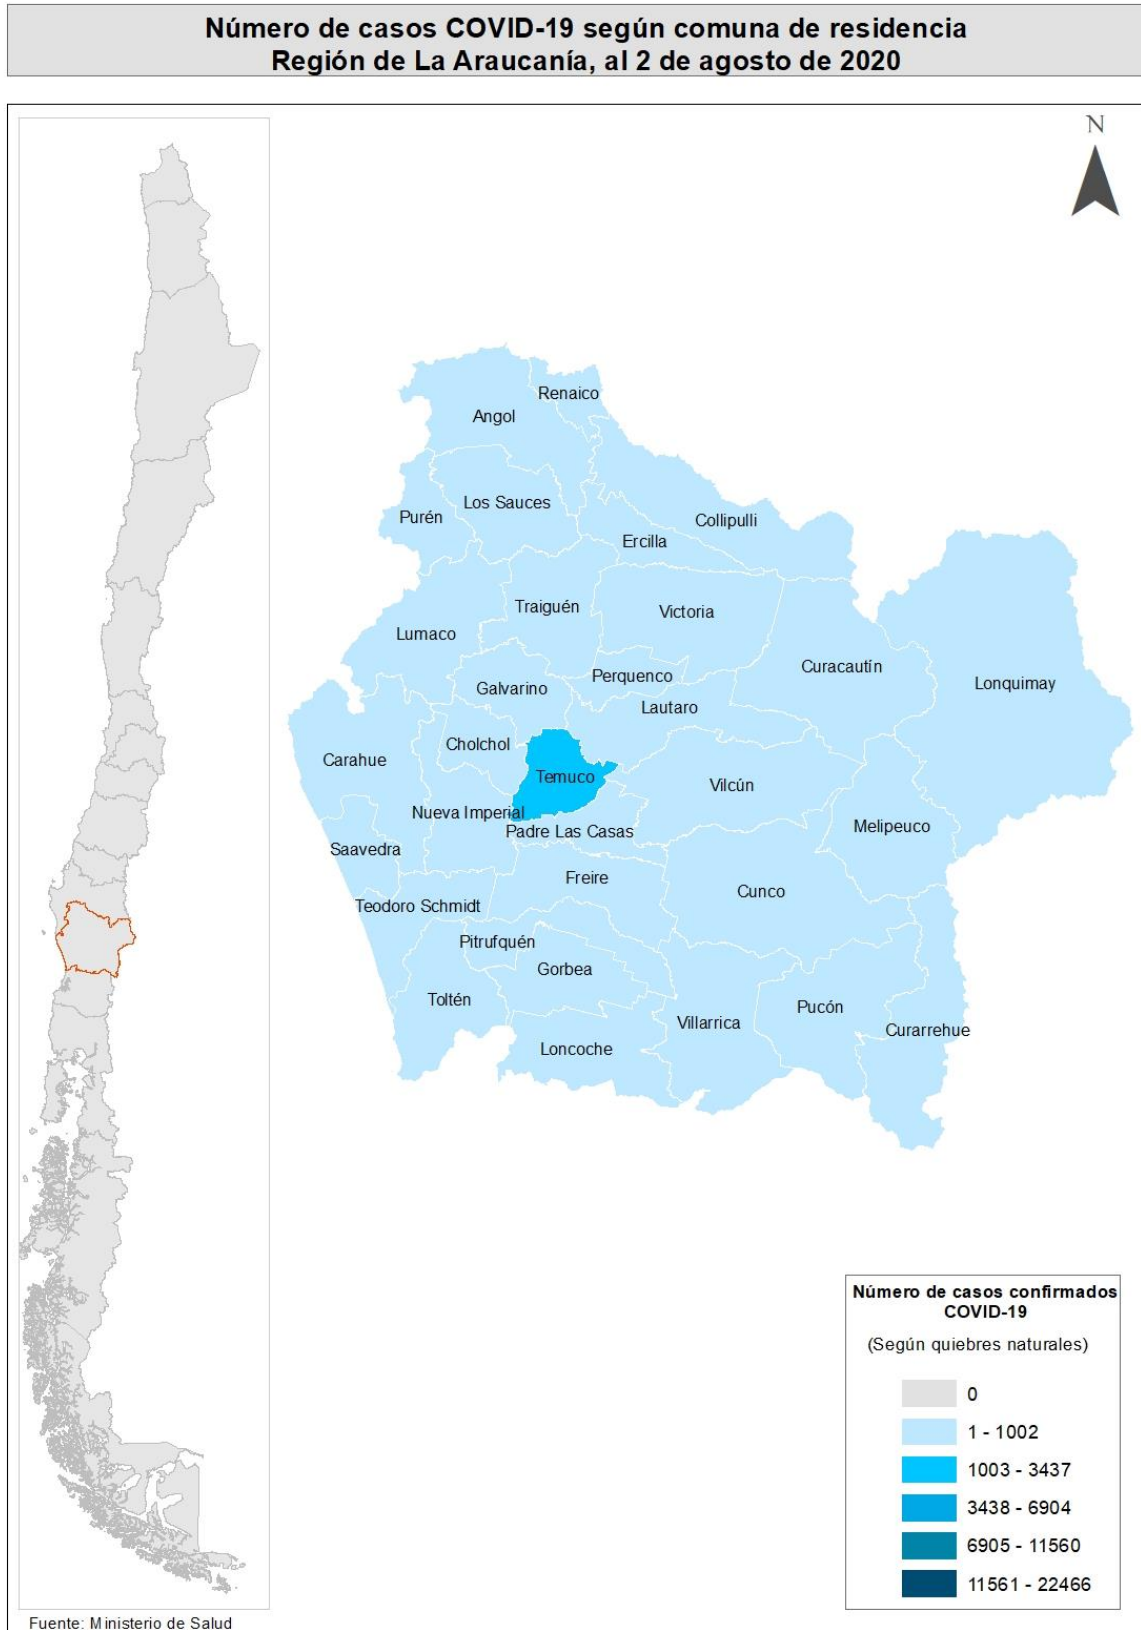 Número de casos COVID-19 según comuna de residencia
Región de La Araucanía, al 2 de agosto de 2020
N
Renaico
Angol
Los Sauces
Purén
Collipulli
Ercilla
Traiguén
Victoria
Lumaco
Curacautín
Perquenco
Lonquimay
Galvarino
Lautaro
Cholchol
Carahue
Temuco
Vilcún
Nueva Imperial
Melipeuco
Padre Las Casas
Saavedra
Freire
Cunco
Teodoro Schmidt
Pitrufquén
Gorbea
Toltén
Pucón
Villarrica
Curarrehue
Loncoche
Número de casos confirmados
COVID-19
(Según quiebres naturales)
0
1 - 1002
1003 - 3437
3438 - 6904
6905 - 11560
11561 - 22466
Fuente: Ministerio de Salud